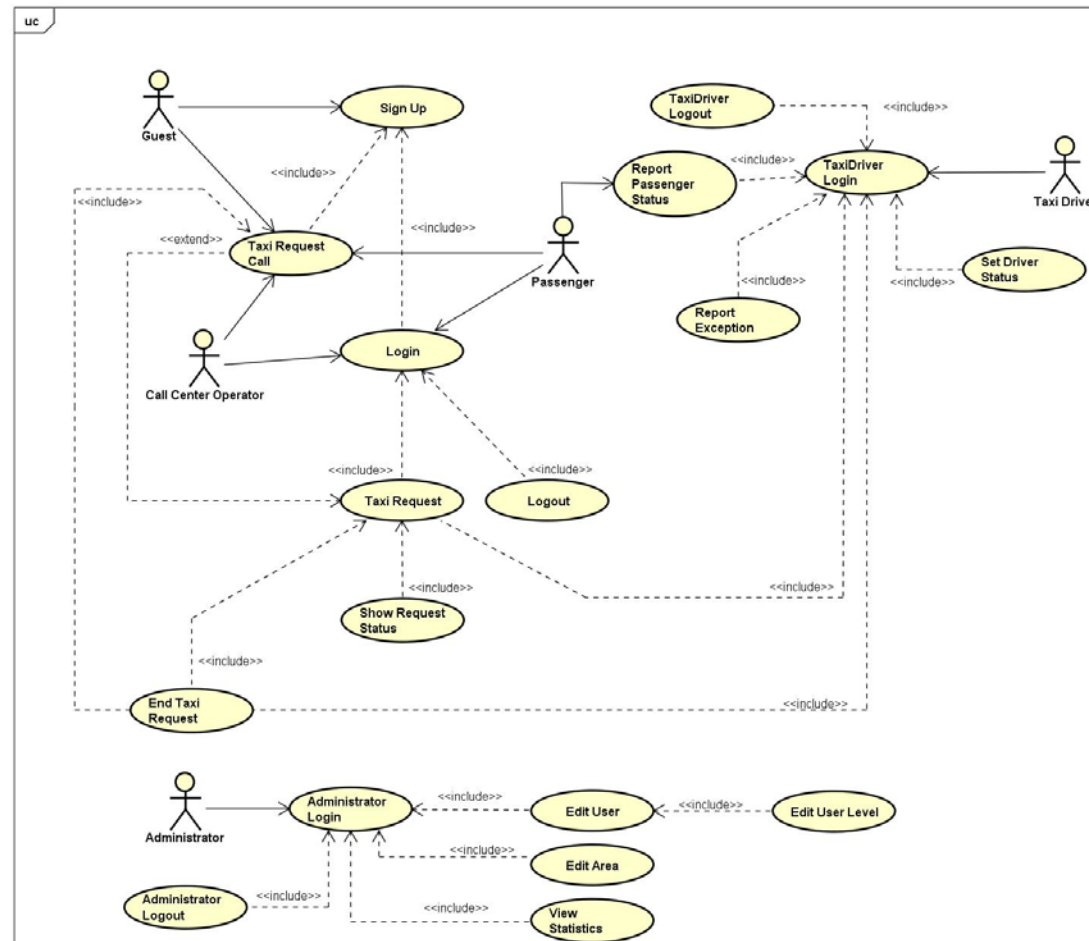 uc
Guest
Sign Up
TaxiDriver
Logout
<<include>>
Report
Passenger
Status
<<include>>
TaxiDriver
Login
Taxi Drive
<<include>>
<<include>>
<<extend>>
Taxi Request
Call
<<include>>
Passenger
<<include>>
<<include>>
Set Driver
Status
Report
Exception
Call Center Operator
Login
<<include>>
<<include>>
Taxi Request
Logout
<<include>>
<<include>>
Show Request
Status
<<include>>
End Taxi
Request
<<include>>
Administrator
Administrator
Login
<<include>>
Edit User
<<include>>
Edit User Level
<<include>>
Edit Area
Administrator
Logout
<<include>>
<<include>>
View
Statistics